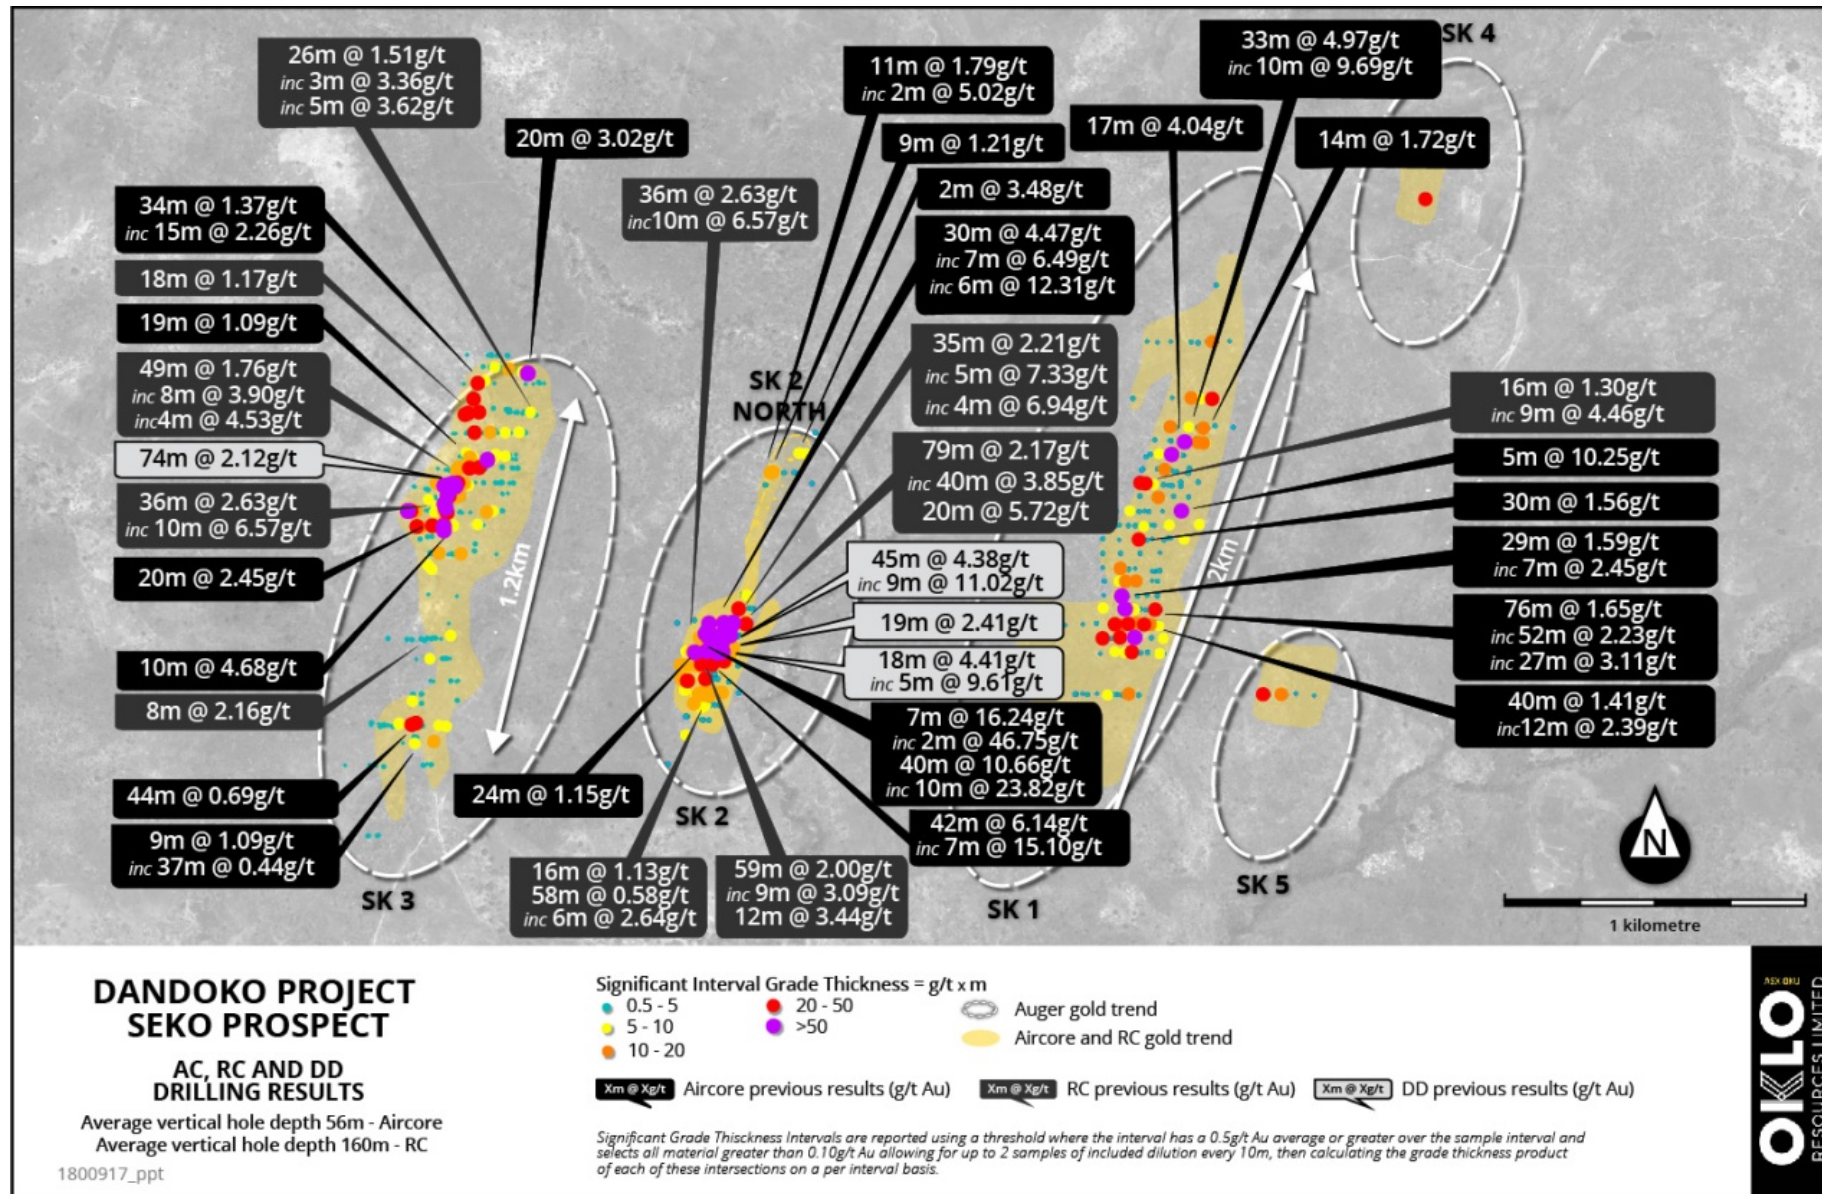 26m @ 1.51g/t
inc 3m @ 3.36g/t
inc 5m @ 3.62g/t
20m @ 3.02g/t
34m @ 1.37g/t
inc 15m @ 2.26g/t
18m @ 1.17g/t
19m @ 1.09g/t
49m @ 1.76g/t
inc 8m @ 3.90g/t
inc4m @ 4.53g/t
74m @ 2.12g/t
36m @ 2.63g/t
inc 10m @ 6.57g/t
20m @ 2.45g/t
10m @ 4.68g/t
8m @ 2.16g/t
44m @ 0.69g/t
9m @ 1.09g/t
inc 37m @ 0.44g/t
1.2km
SK 3
36m @ 2.63g/t
inc10m @ 6.57g/t
11m @ 1.79g/t
inc 2m @ 5.02g/t
9m @ 1.21g/t
2m @ 3.48g/t
30m @ 4.47g/t
inc 7m @ 6.49g/t
inc 6m @ 12.31g/t
35m @ 2.21g/t
inc 5m @ 7.33g/t
inc 4m @ 6.94g/t
79m @ 2.17g/t
inc 40m @ 3.85g/t
20m @ 5.72g/t
SK 2
NORTH
45m @ 4.38g/t
inc 9m @ 11.02g/t
19m @ 2.41g/t
18m @ 4.41g/t
inc 5m @ 9.61g/t
7m @ 16.24g/t
inc 2m @ 46.75g/t
40m @ 10.66g/t
inc 10m @ 23.82g/t
42m @ 6.14g/t
inc 7m @ 15.10g/t
24m @ 1.15g/t
SK 2
16m @ 1.13g/t
58m @ 0.58g/t
inc 6m @ 2.64g/t
59m @ 2.00g/t
inc 9m @ 3.09g/t
12m @ 3.44g/t
33m @ 4.97g/t
inc 10m @ 9.69g/t
17m @ 4.04g/t
14m @ 1.72g/t
SK 4
16m @ 1.30g/t
inc 9m @ 4.46g/t
5m @ 10.25g/t
30m @ 1.56g/t
29m @ 1.59g/t
inc 7m @ 2.45g/t
76m @ 1.65g/t
inc 52m @ 2.23g/t
inc 27m @ 3.11g/t
40m @ 1.41g/t
inc12m @ 2.39g/t
2km
SK 1
SK 5
N
1 kilometre
DANDOKO PROJECT
SEKO PROSPECT
AC, RC AND DD
DRILLING RESULTS
Average vertical hole depth 56m - Aircore
Average vertical hole depth 160m - RC
1800917_ppt
Significant Interval Grade Thickness = g/t x m
0.5 - 5
5 - 10
10 - 20
20 - 50
>50
Auger gold trend
Aircore and RC gold trend
Xm @ Xg/t Aircore previous results (g/t Au)
Xm @ Xg/t RC previous results (g/t Au)
Xm @ Xg/t DD previous results (g/t Au)
Significant Grade Thisckness Intervals are reported using a threshold where the interval has a 0.5g/t Au average or greater over the sample interval and
selects all material greater than 0.10g/t Au allowing for up to 2 samples of included dilution every 10m, then calculating the grade thickness product
of each of these intersections on a per interval basis.
ASX:OKU
OKLO
RESOURCES LIMITED